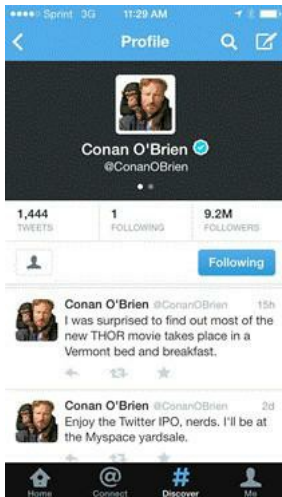 Sprint 3G 11:29 AM
Profile
Conan O'Brien
@ConanOBrien
1,444 1 9.2M
TWEETS FOLLOWING FOLLOWERS
Following
Conan O'Brien @ConanOBrien 15h
I was surprised to find out most of the
new THOR movie takes place in a
Vermont bed and breakfast.
Conan O'Brien @ConanOBrien 2d
Enjoy the Twitter IPO, nerds. I'll be at
the Myspace yardsale.
Home Connect Discover Me